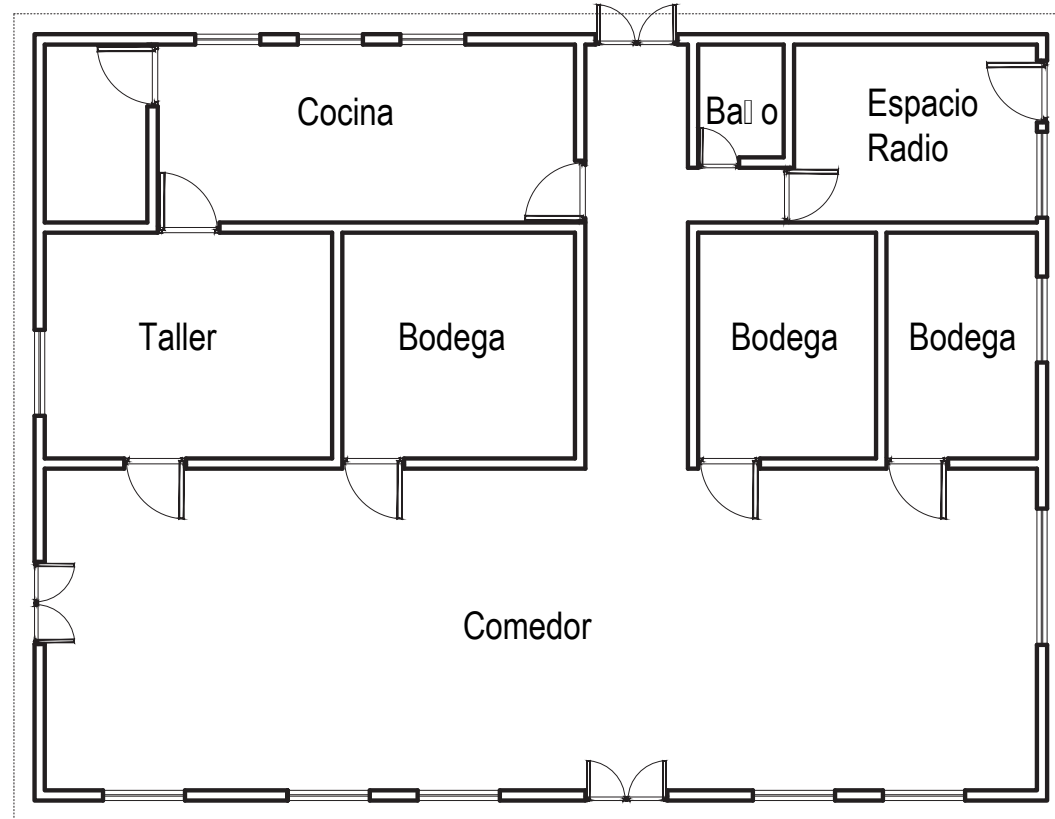 Cocina
Ba▯o
Espacio
Radio
Taller
Bodega
Bodega
Bodega
Comedor